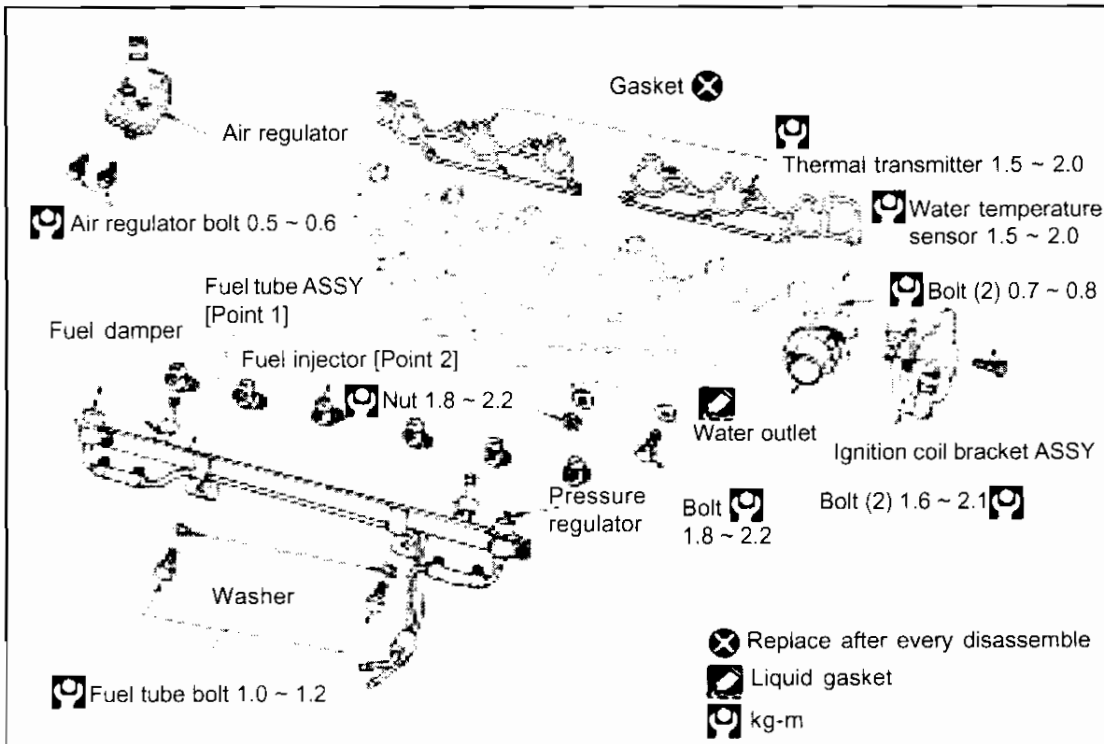 Gasket
Air regulator
Thermal transmitter 1.5 ~ 2.0
Air regulator bolt 0.5 ~ 0.6
Water temperature
sensor 1.5 ~ 2.0
Fuel tube ASSY
[Point 1]
Bolt (2) 0.7 ~ 0.8
Fuel damper
Fuel injector [Point 2]
Nut 1.8 ~ 2.2
Water outlet
Ignition coil bracket ASSY
Pressure
regulator
Bolt
1.8 ~ 2.2
Bolt (2) 1.6 ~ 2.1
Washer
Fuel tube bolt 1.0 ~ 1.2
Replace after every disassemble
Liquid gasket
kg-m